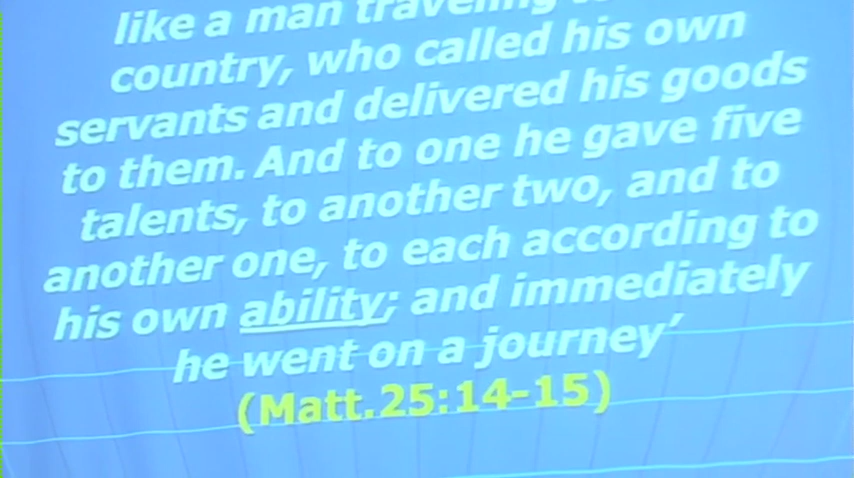 like a man traveling
country, who called his own
servants and delivered his goods
to them. And to one he gave five
talents, to another two, and to
another one, to each according to
his own ability; and immediately
he went on a journey’
(Matt.25:14-15)